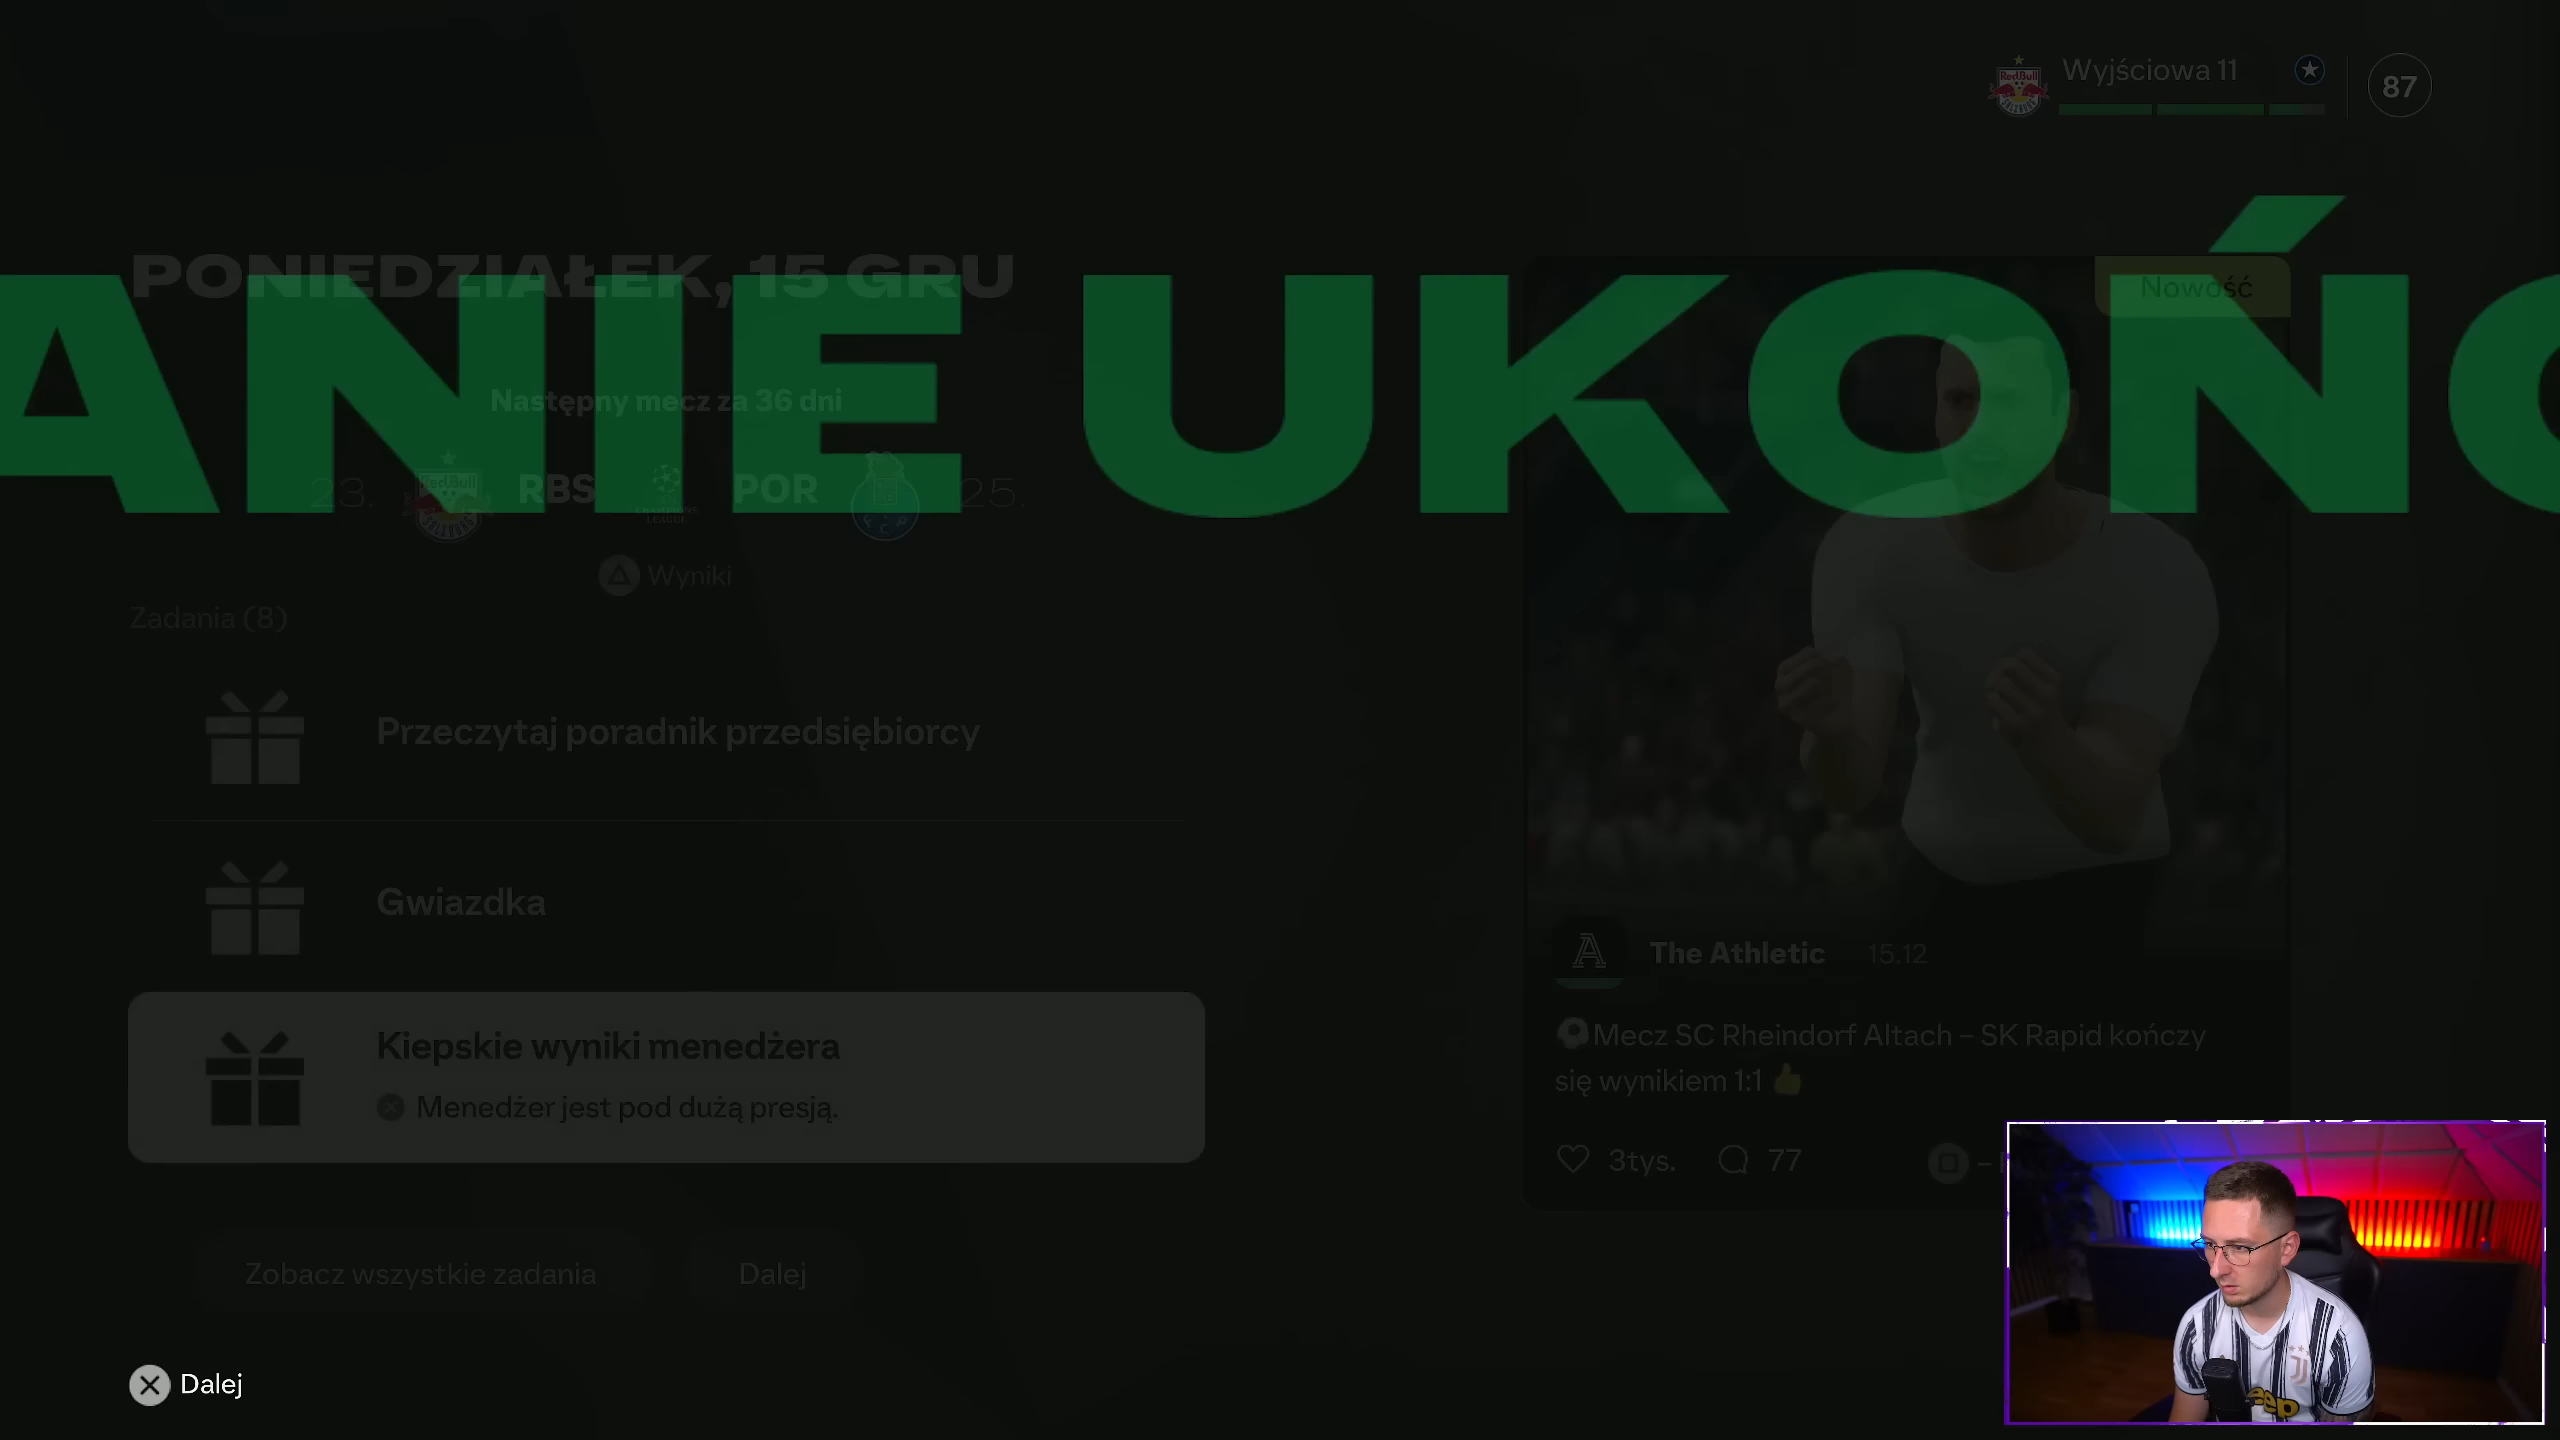 Wyjściowa 11
87
PONIEDZIAŁEK, 15 GRU
Nowość
ANIE UKOŃC
Następny mecz za 36 dni
23. RBS POR 25.
Wyniki
Zadania (8)
Przeczytaj poradnik przedsiębiorcy
Gwiazdka
Kiepskie wyniki menedżera
Menedżer jest pod dużą presją.
Zobacz wszystkie zadania
Dalej
The Athletic 15.12
Mecz SC Rheindorf Altach – SK Rapid kończy
się wynikiem 1:1
3tys. 77
Dalej